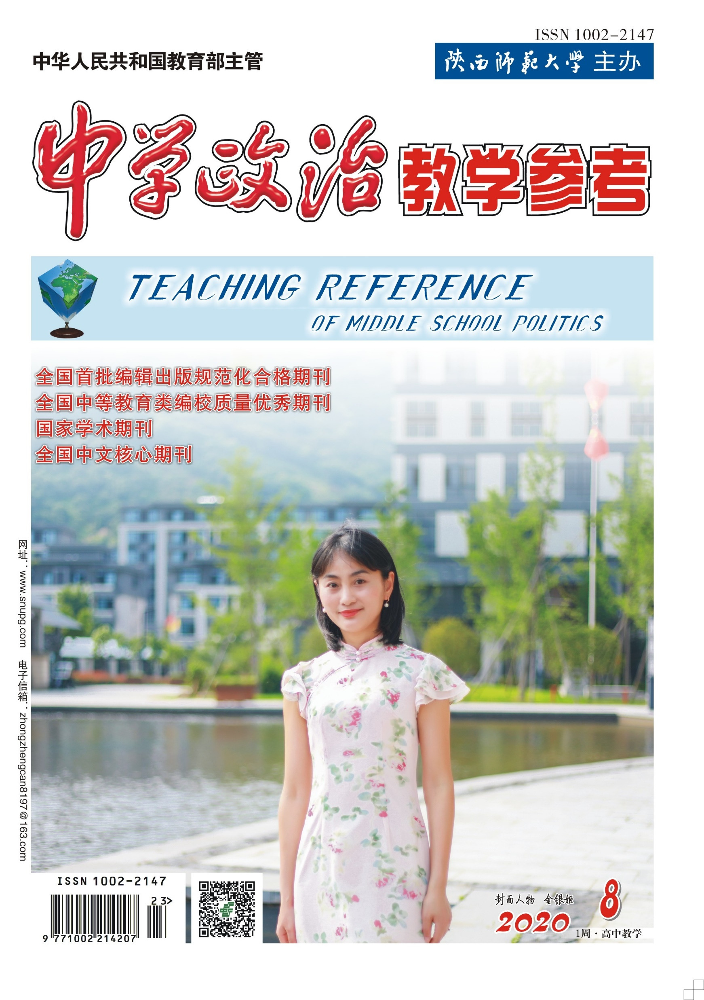 ISSN 1002-2147
中华人民共和国教育部主管
陕西师范大学 主办
中学政治教学参考
TEACHING REFERENCE
OF MIDDLE SCHOOL POLITICS
全国首批编辑出版规范化合格期刊
全国中等教育类编校质量优秀期刊
国家学术期刊
全国中文核心期刊
网址：www.snupg.com 电子信箱：zhongzhengcan8197@163.com
ISSN 1002-2147
23>
9 771002 214207
封面人物 金银姬
2020
8
1周·高中教学